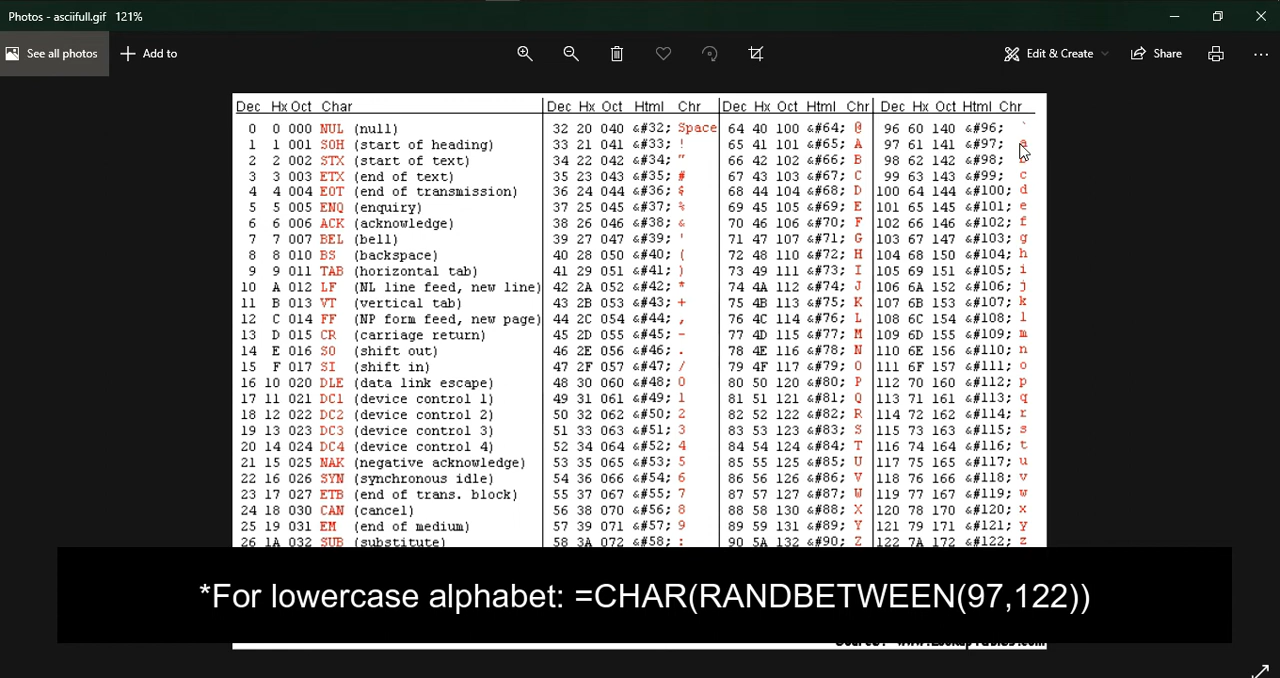 Photos - asciifull.gif 121%
See all photos Add to Edit & Create Share
Dec Hx Oct Char Dec Hx Oct Html Chr Dec Hx Oct Html Chr Dec Hx Oct Html Chr
0 0 000 NUL (null) 32 20 040 &#32; Space 64 40 100 &#64; @ 96 60 140 &#96; `
1 1 001 SOH (start of heading) 33 21 041 &#33; ! 65 41 101 &#65; A 97 61 141 &#97; a
2 2 002 STX (start of text) 34 22 042 &#34; " 66 42 102 &#66; B 98 62 142 &#98;
3 3 003 ETX (end of text) 35 23 043 &#35; # 67 43 103 &#67; C 99 63 143 &#99; c
4 4 004 EOT (end of transmission) 36 24 044 &#36; $ 68 44 104 &#68; D 100 64 144 &#100; d
5 5 005 ENQ (enquiry) 37 25 045 &#37; % 69 45 105 &#69; E 101 65 145 &#101; e
6 6 006 ACK (acknowledge) 38 26 046 &#38; & 70 46 106 &#70; F 102 66 146 &#102; f
7 7 007 BEL (bell) 39 27 047 &#39; ' 71 47 107 &#71; G 103 67 147 &#103; g
8 8 010 BS (backspace) 40 28 050 &#40; ( 72 48 110 &#72; H 104 68 150 &#104; h
9 9 011 TAB (horizontal tab) 41 29 051 &#41; ) 73 49 111 &#73; I 105 69 151 &#105; i
10 A 012 LF (NL line feed, new line) 42 2A 052 &#42; * 74 4A 112 &#74; J 106 6A 152 &#106; j
11 B 013 VT (vertical tab) 43 2B 053 &#43; + 75 4B 113 &#75; K 107 6B 153 &#107; k
12 C 014 FF (NP form feed, new page) 44 2C 054 &#44; , 76 4C 114 &#76; L 108 6C 154 &#108; l
13 D 015 CR (carriage return) 45 2D 055 &#45; - 77 4D 115 &#77; M 109 6D 155 &#109; m
14 E 016 SO (shift out) 46 2E 056 &#46; . 78 4E 116 &#78; N 110 6E 156 &#110; n
15 F 017 SI (shift in) 47 2F 057 &#47; / 79 4F 117 &#79; O 111 6F 157 &#111; o
16 10 020 DLE (data link escape) 48 30 060 &#48; 0 80 50 120 &#80; P 112 70 160 &#112; p
17 11 021 DC1 (device control 1) 49 31 061 &#49; 1 81 51 121 &#81; Q 113 71 161 &#113; q
18 12 022 DC2 (device control 2) 50 32 062 &#50; 2 82 52 122 &#82; R 114 72 162 &#114; r
19 13 023 DC3 (device control 3) 51 33 063 &#51; 3 83 53 123 &#83; S 115 73 163 &#115; s
20 14 024 DC4 (device control 4) 52 34 064 &#52; 4 84 54 124 &#84; T 116 74 164 &#116; t
21 15 025 NAK (negative acknowledge) 53 35 065 &#53; 5 85 55 125 &#85; U 117 75 165 &#117; u
22 16 026 SYN (synchronous idle) 54 36 066 &#54; 6 86 56 126 &#86; V 118 76 166 &#118; v
23 17 027 ETB (end of trans. block) 55 37 067 &#55; 7 87 57 127 &#87; W 119 77 167 &#119; w
24 18 030 CAN (cancel) 56 38 070 &#56; 8 88 58 130 &#88; X 120 78 170 &#120; x
25 19 031 EM (end of medium) 57 39 071 &#57; 9 89 59 131 &#89; Y 121 79 171 &#121; y
26 1A 032 SUB (substitute) 58 3A 072 &#58; : 90 5A 132 &#90; Z 122 7A 172 &#122; z
*For lowercase alphabet: =CHAR(RANDBETWEEN(97,122))